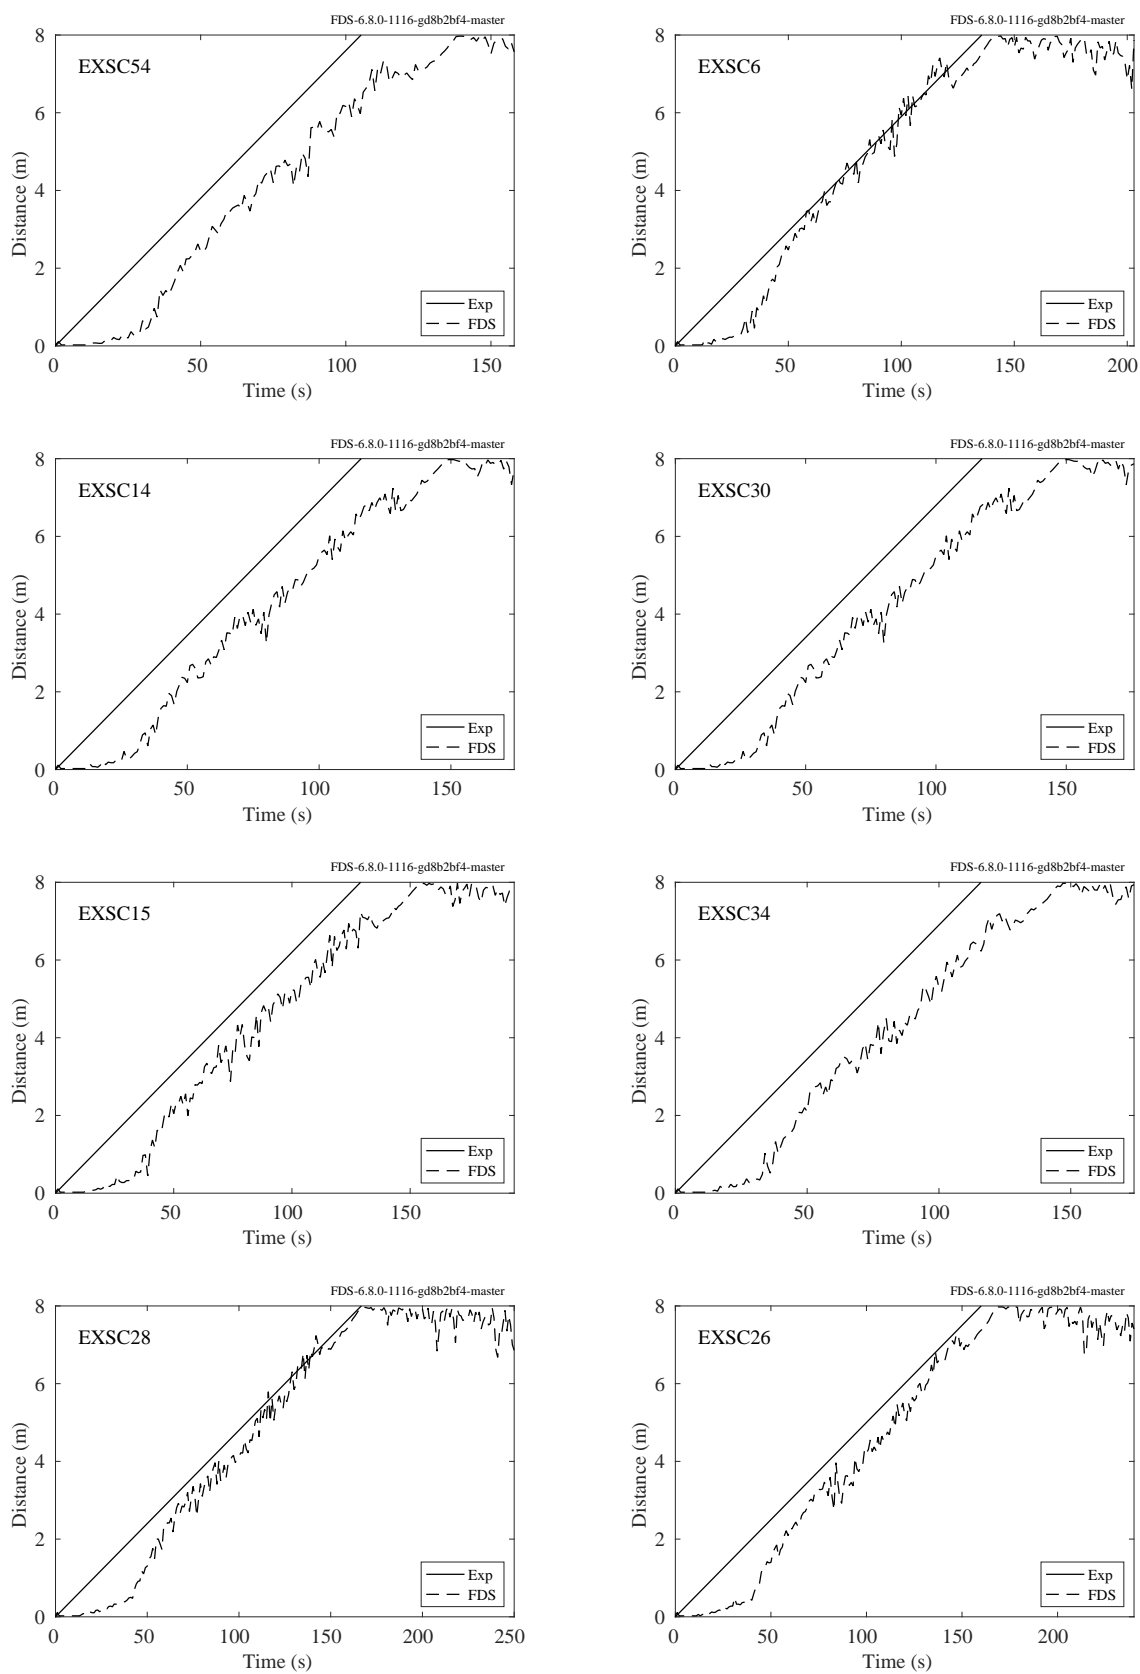 FDS-6.8.0-1116-gd8b2bf4-master
EXSC54
8
6
4
2
0
Distance (m)
Exp
FDS
0 50 100 150
Time (s)
FDS-6.8.0-1116-gd8b2bf4-master
EXSC6
8
6
4
2
0
Distance (m)
Exp
FDS
0 50 100 150 200
Time (s)
FDS-6.8.0-1116-gd8b2bf4-master
EXSC14
8
6
4
2
0
Distance (m)
Exp
FDS
0 50 100 150
Time (s)
FDS-6.8.0-1116-gd8b2bf4-master
EXSC30
8
6
4
2
0
Distance (m)
Exp
FDS
0 50 100 150
Time (s)
FDS-6.8.0-1116-gd8b2bf4-master
EXSC15
8
6
4
2
0
Distance (m)
Exp
FDS
0 50 100 150
Time (s)
FDS-6.8.0-1116-gd8b2bf4-master
EXSC34
8
6
4
2
0
Distance (m)
Exp
FDS
0 50 100 150
Time (s)
FDS-6.8.0-1116-gd8b2bf4-master
EXSC28
8
6
4
2
0
Distance (m)
Exp
FDS
0 50 100 150 200 250
Time (s)
FDS-6.8.0-1116-gd8b2bf4-master
EXSC26
8
6
4
2
0
Distance (m)
Exp
FDS
0 50 100 150 200
Time (s)